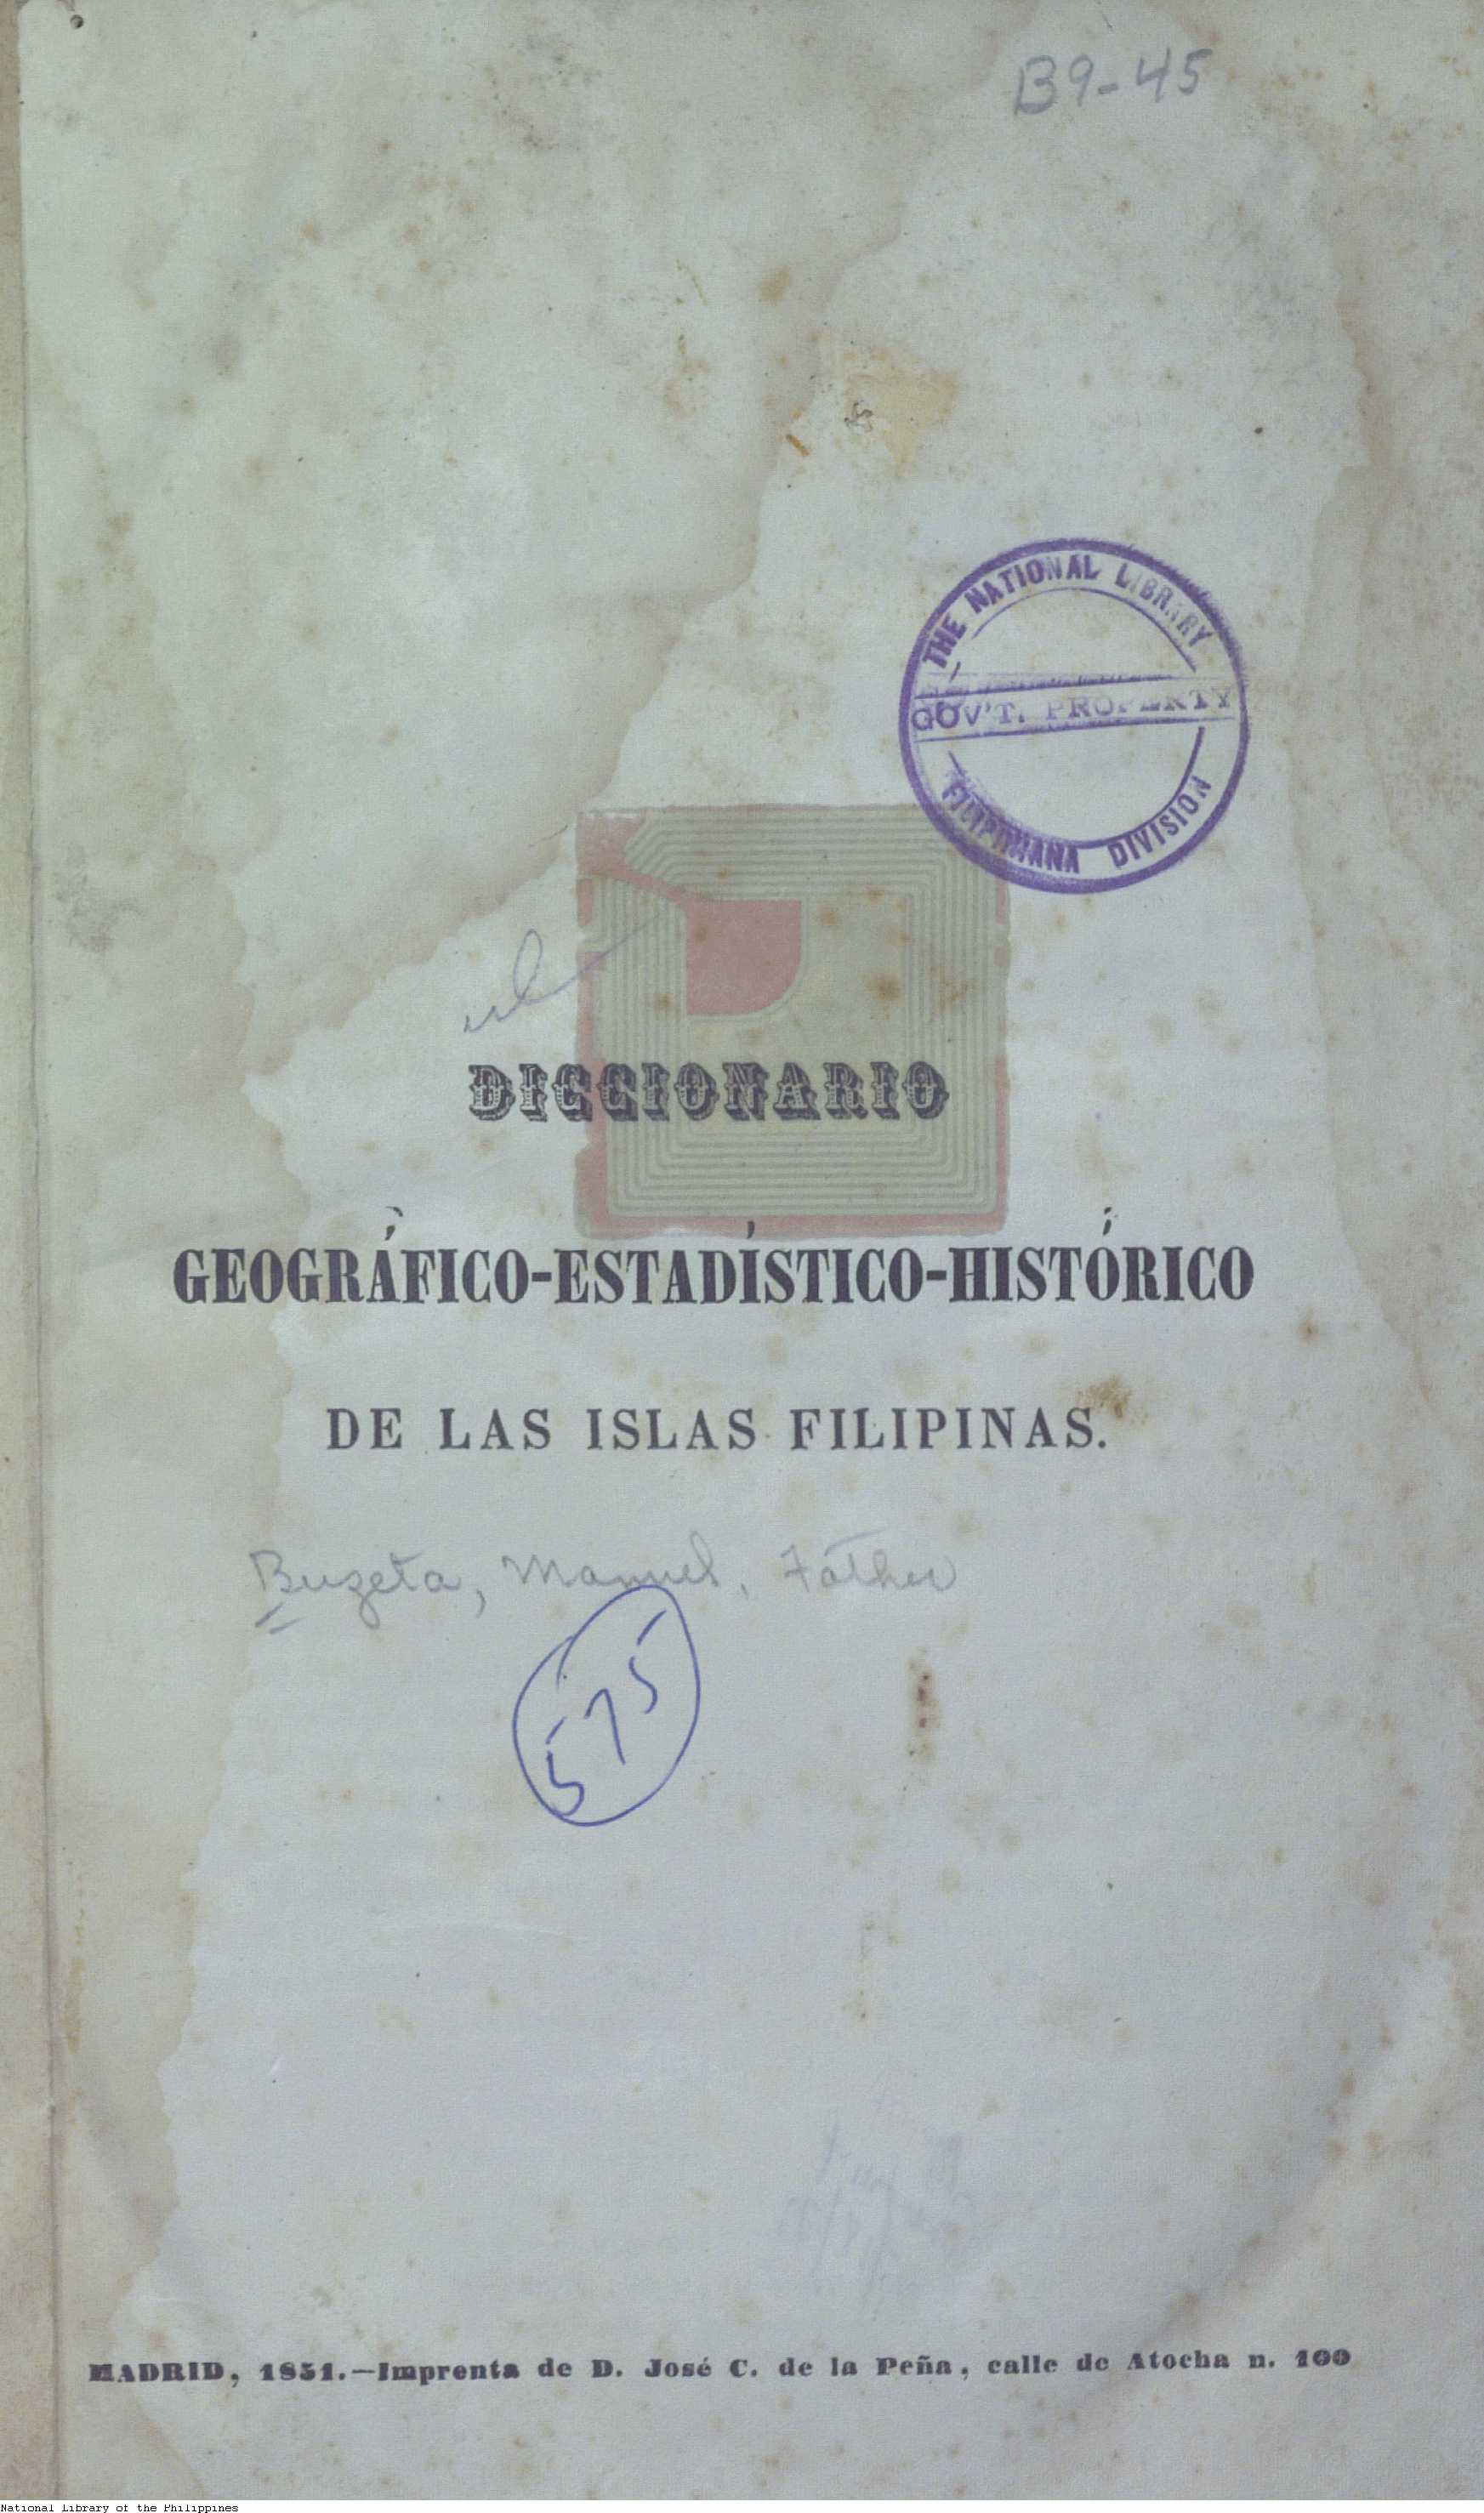 B9-45
THE NATIONAL LIBRARY
GOV'T. PROPERTY
FILIPINIANA DIVISION
DICCIONARIO
GEOGRÁFICO-ESTADÍSTICO-HISTÓRICO
DE LAS ISLAS FILIPINAS.
Buzeta, Manuel, Father
575
MADRID, 1851.—Imprenta de D. José C. de la Peña, calle de Atocha n. 100
National Library of the Philippines